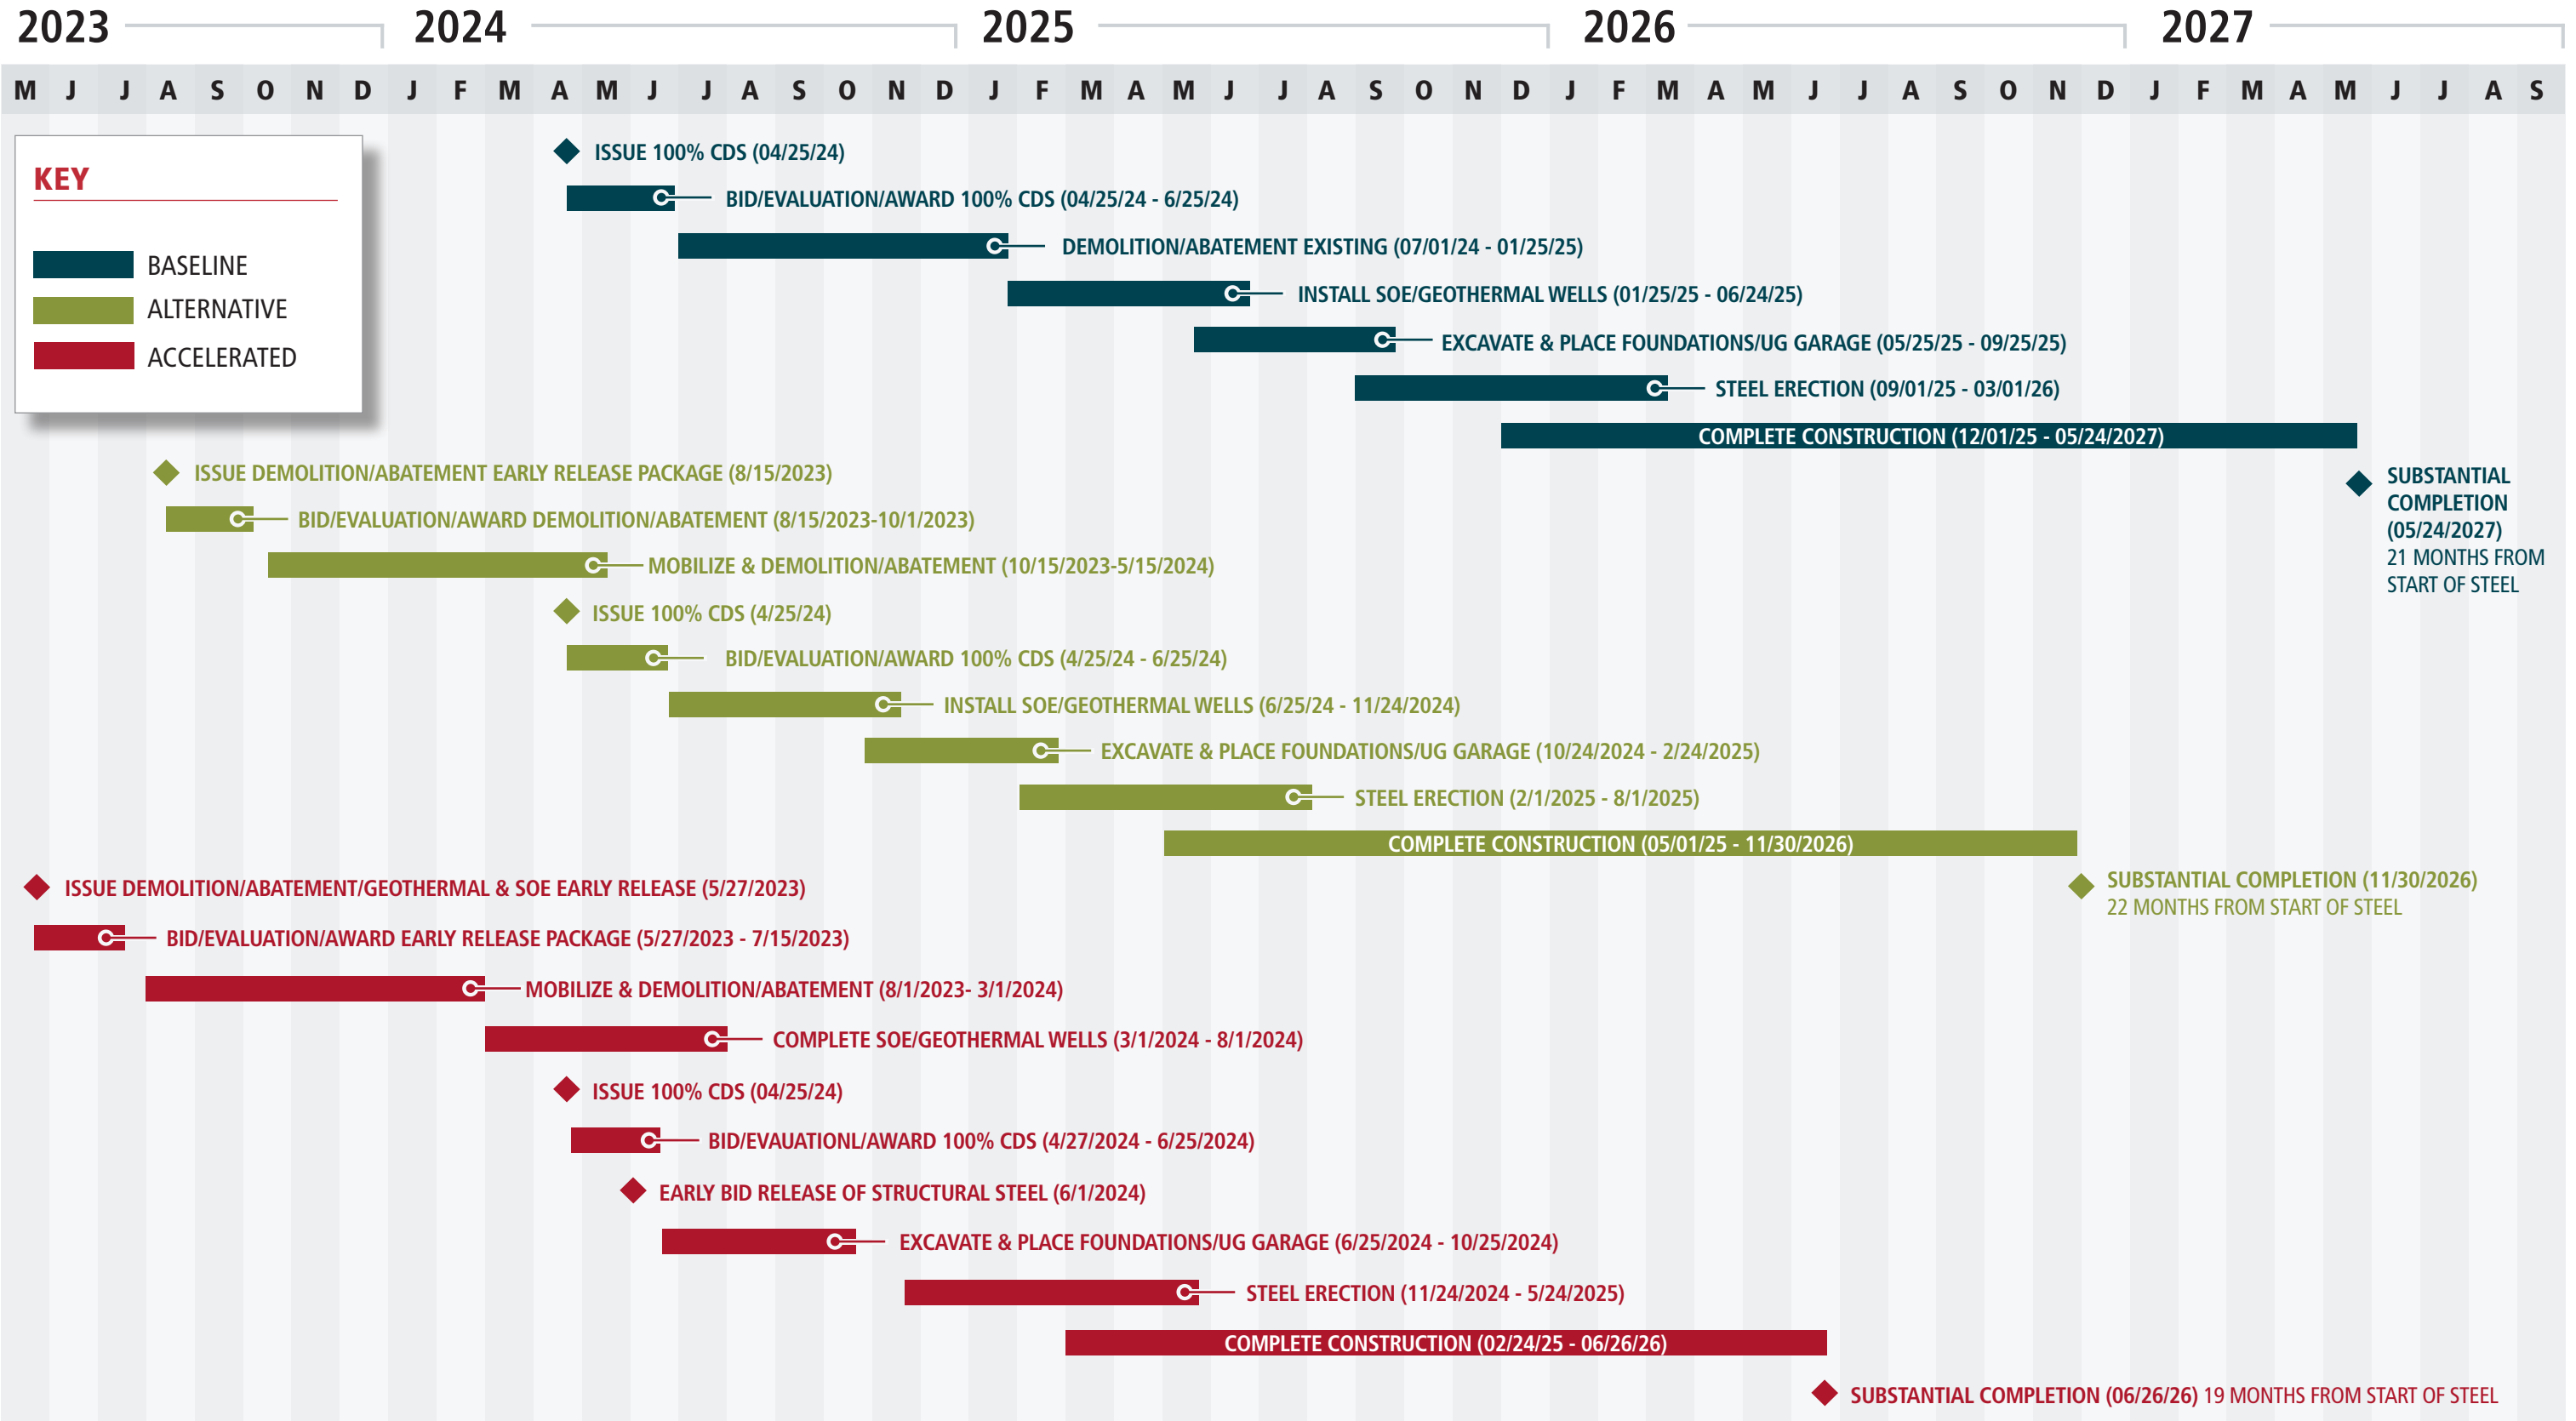 2023 2024 2025 2026 2027
M J J A S O N D J F M A M J J A S O N D J F M A M J J A S O N D J F M A M J J A S O N D J F M A M J J A S
KEY
BASELINE
ALTERNATIVE
ACCELERATED
ISSUE 100% CDS (04/25/24)
BID/EVALUATION/AWARD 100% CDS (04/25/24 - 6/25/24)
DEMOLITION/ABATEMENT EXISTING (07/01/24 - 01/25/25)
INSTALL SOE/GEOTHERMAL WELLS (01/25/25 - 06/24/25)
EXCAVATE & PLACE FOUNDATIONS/UG GARAGE (05/25/25 - 09/25/25)
STEEL ERECTION (09/01/25 - 03/01/26)
COMPLETE CONSTRUCTION (12/01/25 - 05/24/2027)
SUBSTANTIAL
COMPLETION
(05/24/2027)
21 MONTHS FROM
START OF STEEL
ISSUE DEMOLITION/ABATEMENT EARLY RELEASE PACKAGE (8/15/2023)
BID/EVALUATION/AWARD DEMOLITION/ABATEMENT (8/15/2023-10/1/2023)
MOBILIZE & DEMOLITION/ABATEMENT (10/15/2023-5/15/2024)
ISSUE 100% CDS (4/25/24)
BID/EVALUATION/AWARD 100% CDS (4/25/24 - 6/25/24)
INSTALL SOE/GEOTHERMAL WELLS (6/25/24 - 11/24/2024)
EXCAVATE & PLACE FOUNDATIONS/UG GARAGE (10/24/2024 - 2/24/2025)
STEEL ERECTION (2/1/2025 - 8/1/2025)
COMPLETE CONSTRUCTION (05/01/25 - 11/30/2026)
SUBSTANTIAL COMPLETION (11/30/2026)
22 MONTHS FROM START OF STEEL
ISSUE DEMOLITION/ABATEMENT/GEOTHERMAL & SOE EARLY RELEASE (5/27/2023)
BID/EVALUATION/AWARD EARLY RELEASE PACKAGE (5/27/2023 - 7/15/2023)
MOBILIZE & DEMOLITION/ABATEMENT (8/1/2023- 3/1/2024)
COMPLETE SOE/GEOTHERMAL WELLS (3/1/2024 - 8/1/2024)
ISSUE 100% CDS (04/25/24)
BID/EVAUATIONL/AWARD 100% CDS (4/27/2024 - 6/25/2024)
EARLY BID RELEASE OF STRUCTURAL STEEL (6/1/2024)
EXCAVATE & PLACE FOUNDATIONS/UG GARAGE (6/25/2024 - 10/25/2024)
STEEL ERECTION (11/24/2024 - 5/24/2025)
COMPLETE CONSTRUCTION (02/24/25 - 06/26/26)
SUBSTANTIAL COMPLETION (06/26/26) 19 MONTHS FROM START OF STEEL